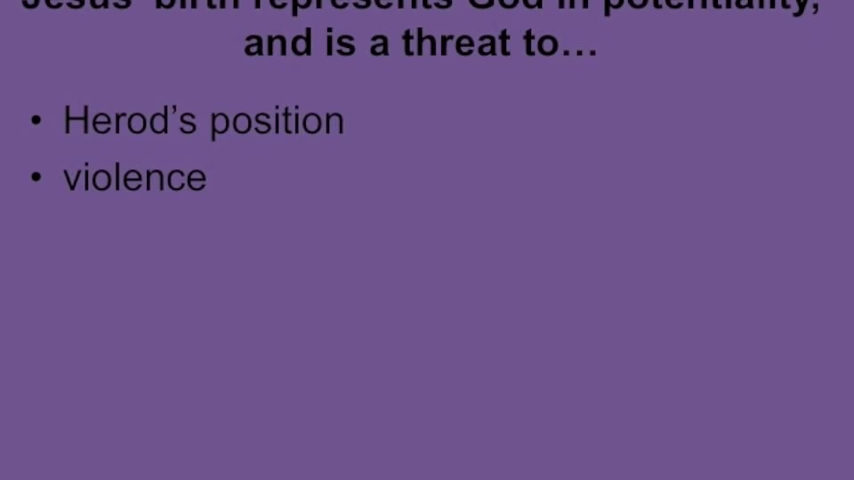 Jesus' birth represents God in potentiality,
and is a threat to…
• Herod’s position
• violence